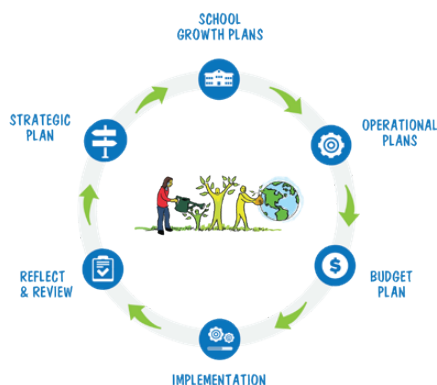 SCHOOL
GROWTH PLANS
OPERATIONAL
PLANS
BUDGET
PLAN
IMPLEMENTATION
REFLECT
& REVIEW
STRATEGIC
PLAN
$